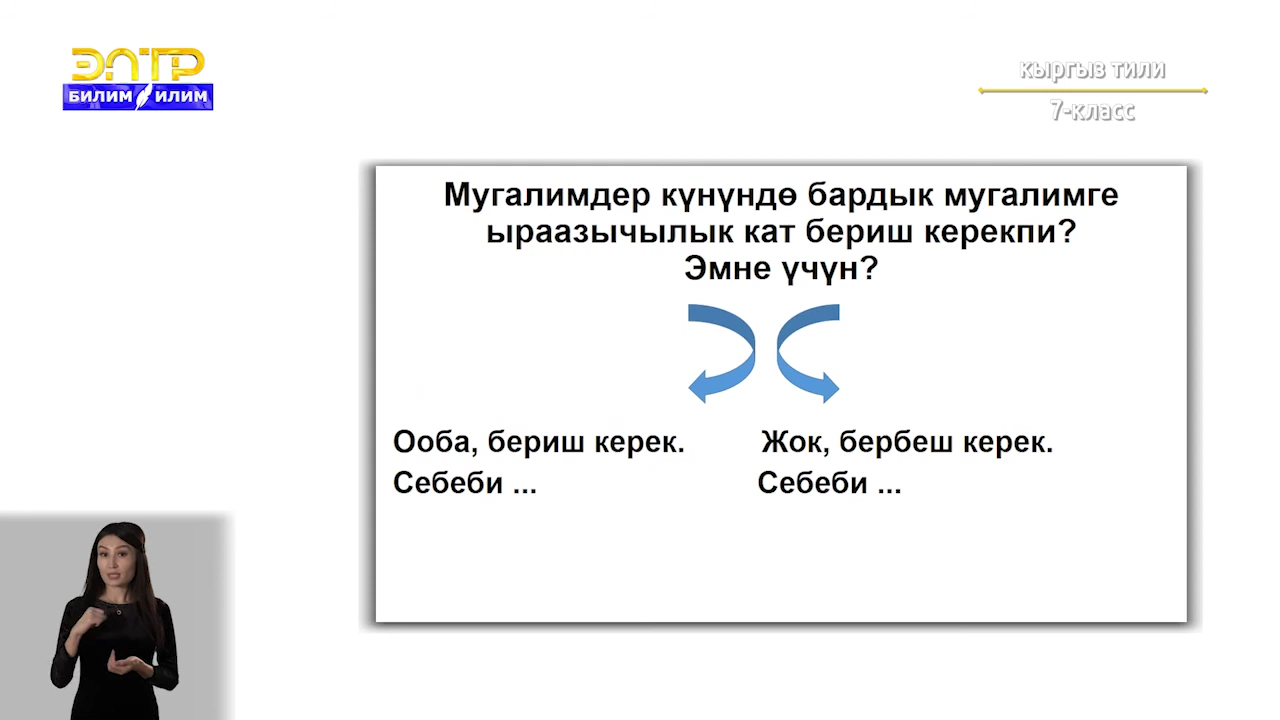 ЭЛТР
БИЛИМ ИЛИМ
кыргыз тили
7-класс
Мугалимдер күнүндө бардык мугалимге
ыраазычылык кат бериш керекпи?
Эмне үчүн?
Ооба, бериш керек.
Себеби ...
Жок, бербеш керек.
Себеби ...